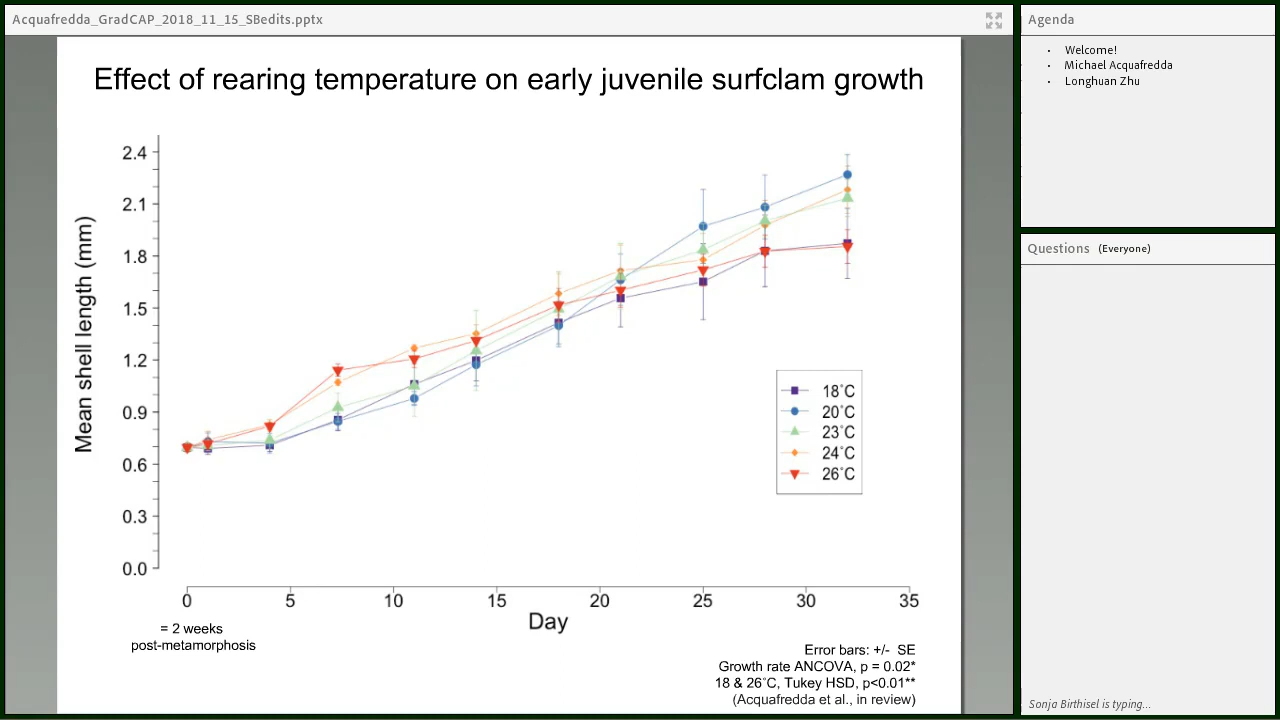 Acquafredda_GradCAP_2018_11_15_SBedits.pptx
Effect of rearing temperature on early juvenile surfclam growth
Mean shell length (mm)
2.4
2.1
1.8
1.5
1.2
0.9
0.6
0.3
0.0
18˚C
20˚C
23˚C
24˚C
26˚C
0 5 10 15 20 25 30 35
Day
= 2 weeks
post-metamorphosis
Error bars: +/- SE
Growth rate ANCOVA, p = 0.02*
18 & 26˚C, Tukey HSD, p<0.01**
(Acquafredda et al., in review)
Agenda
• Welcome!
• Michael Acquafredda
• Longhuan Zhu
Questions (Everyone)
Sonja Birthisel is typing...